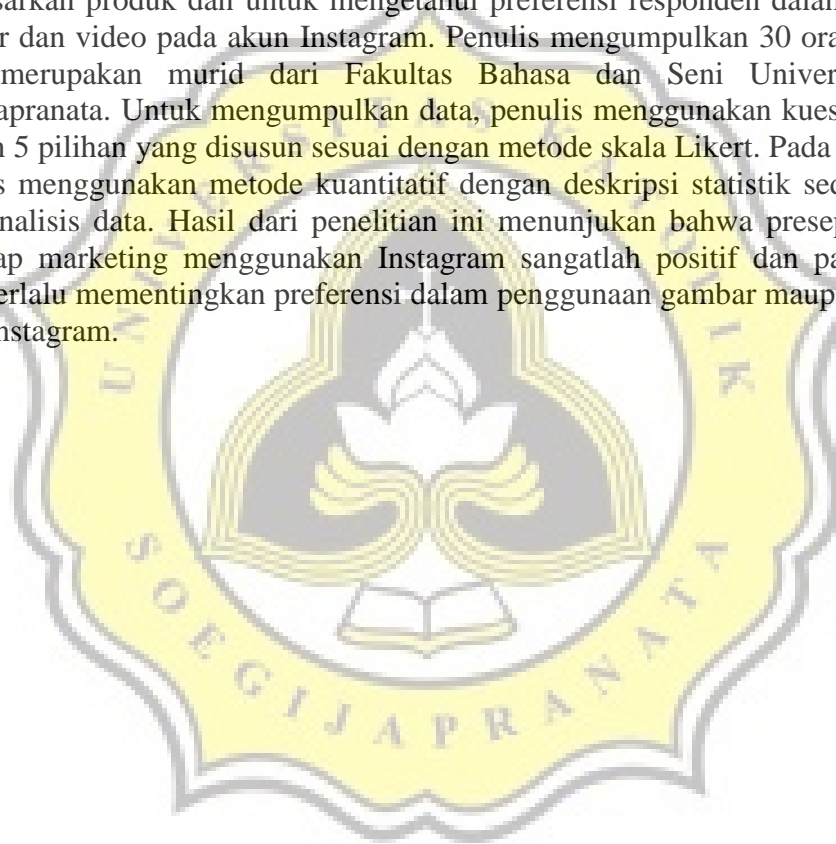 sarkan produk dan untuk mengetahui preferensi responden dalam
r dan video pada akun Instagram. Penulis mengumpulkan 30 ora
merupakan murid dari Fakultas Bahasa dan Seni Univer
apranata. Untuk mengumpulkan data, penulis menggunakan kues
n 5 pilihan yang disusun sesuai dengan metode skala Likert. Pada
s menggunakan metode kuantitatif dengan deskripsi statistik sed
nalisis data. Hasil dari penelitian ini menunjukan bahwa presep
ap marketing menggunakan Instagram sangatlah positif dan pa
erlalu mementingkan preferensi dalam penggunaan gambar maup
nstagram.
UNIVERSITAS KATOLIK
SOEGIJAPRANATA